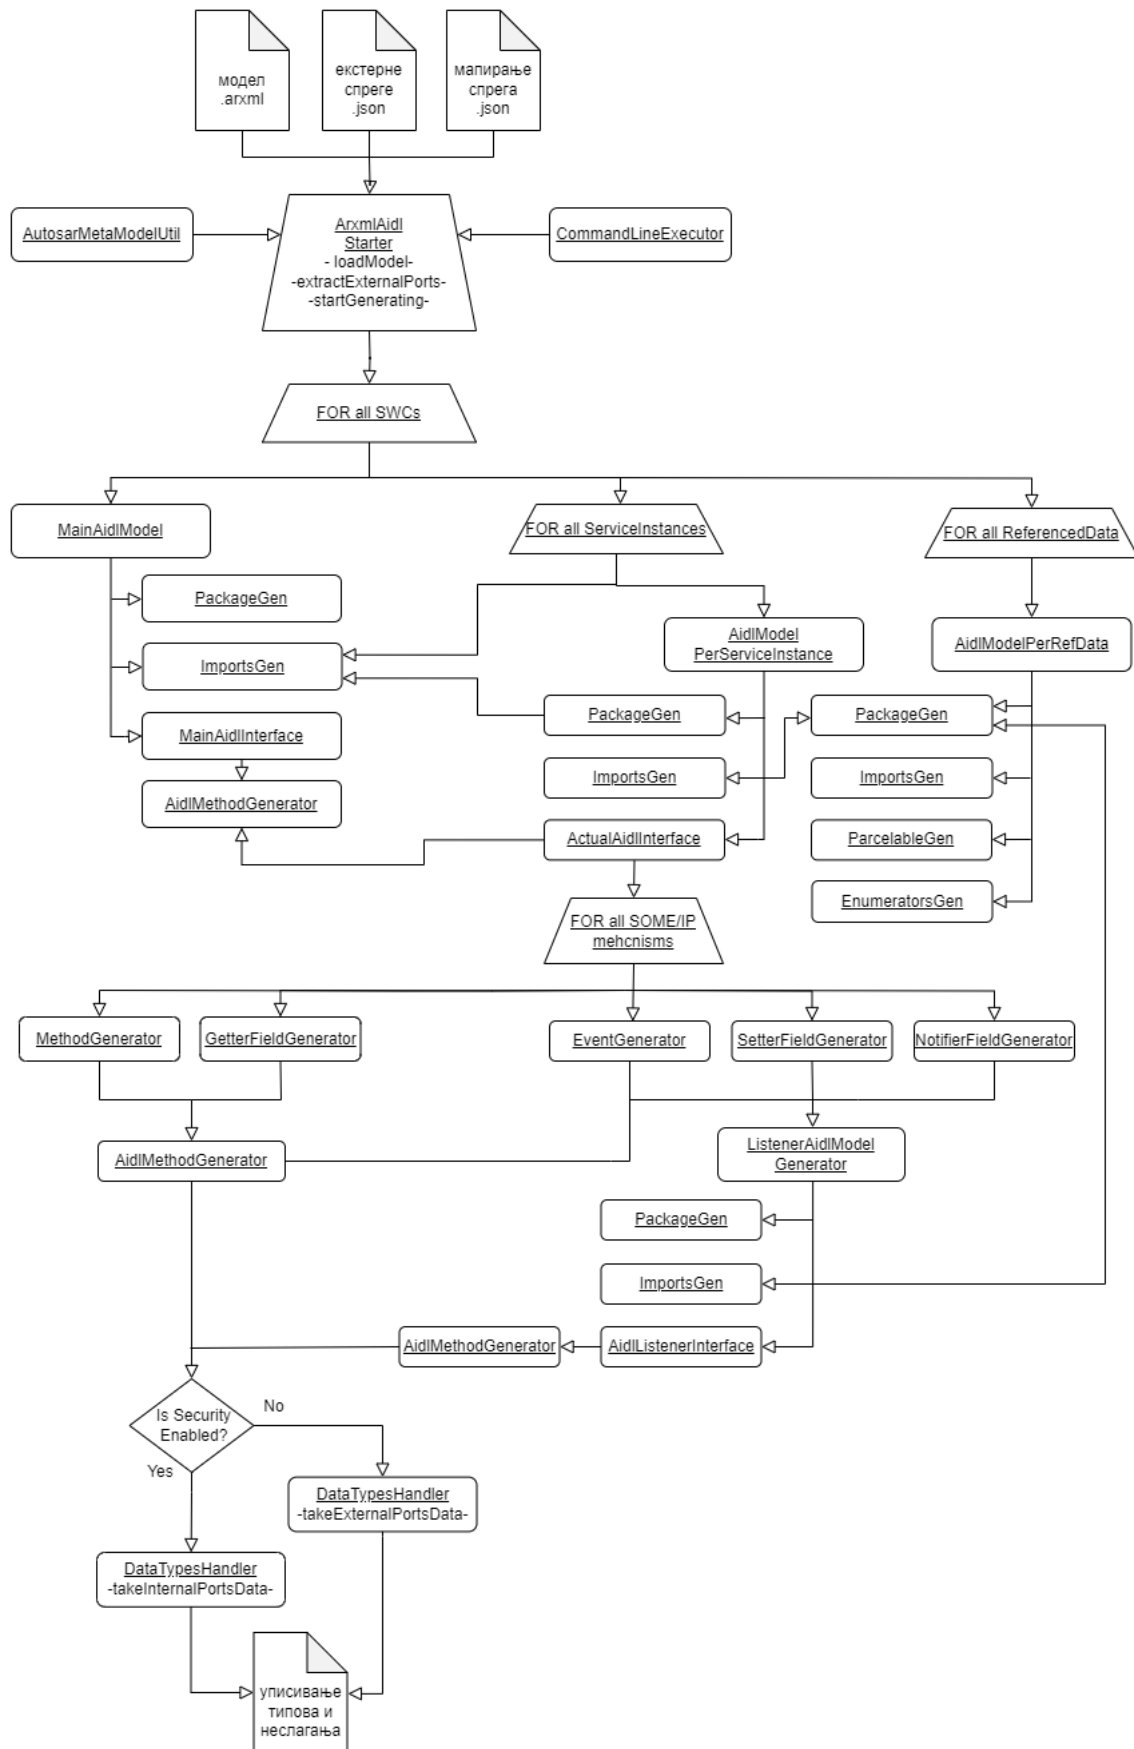 модел
.arxml
екстерне
спреге
.json
мапирање
спрега
.json
AutosarMetaModelUtil
ArxmlAidl
Starter
- loadModel-
-extractExternalPorts-
-startGenerating-
CommandLineExecutor
FOR all SWCs
MainAidlModel
FOR all ServiceInstances
FOR all ReferencedData
PackageGen
ImportsGen
MainAidlInterface
AidlMethodGenerator
AidlModel
PerServiceInstance
PackageGen
ImportsGen
ActualAidlInterface
AidlModelPerRefData
PackageGen
ImportsGen
ParcelableGen
EnumeratorsGen
FOR all SOME/IP
mehcnisms
MethodGenerator
GetterFieldGenerator
EventGenerator
SetterFieldGenerator
NotifierFieldGenerator
AidlMethodGenerator
ListenerAidlModel
Generator
PackageGen
ImportsGen
AidlMethodGenerator
AidlListenerInterface
Is Security
Enabled?
No
Yes
DataTypesHandler
-takeExternalPortsData-
DataTypesHandler
-takeInternalPortsData-
уписивање
типова и
неслагања